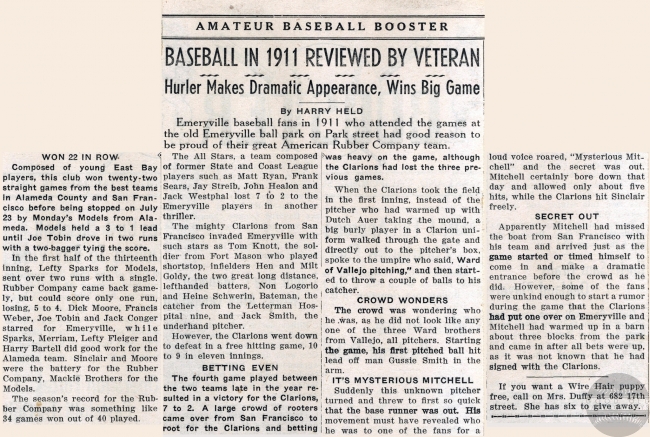 AMATEUR BASEBALL BOOSTER
BASEBALL IN 1911 REVIEWED BY VETERAN
Hurler Makes Dramatic Appearance, Wins Big Game
By HARRY HELD
Emeryville baseball fans in 1911 who attended the games at
the old Emeryville ball park on Park street had good reason to
be proud of their great American Rubber Company team.
WON 22 IN ROW
Composed of young East Bay
players, this club won twenty-two
straight games from the best teams
in Alameda County and San Fran-
cisco before being stopped on July
23 by Monday's Models from Ala-
meda. Models held a 3 to 1 lead
until Joe Tobin drove in two runs
with a two-bagger tying the score.
In the first half of the thirteenth
inning, Lefty Sparks for Models,
sent over two runs with a single.
Rubber Company came back game-
ly, but could score only one run,
losing, 5 to 4. Dick Moore, Francis
Weber, Joe Tobin and Jack Conger
starred for Emeryville, while
Sparks, Merriam, Lefty Fleiger and
Harry Bartell did good work for the
Alameda team. Sinclair and Moore
were the battery for the Rubber
Company, Mackie Brothers for the
Models.
The season's record for the Rub-
ber Company was something like
34 games won out of 40 played.
The All Stars, a team composed
of former State and Coast League
players such as Matt Ryan, Frank
Sears, Jay Streib, John Healon and
Jack Westphal lost 7 to 2 to the
Emeryville players in another
thriller.
The mighty Clarions from San
Francisco invaded Emeryville with
such stars as Tom Knott, the sol-
dier from Fort Mason who played
shortstop, infielders Hen and Milt
Goldy, the two great long distance,
lefthanded batters, Non Logorio
and Heine Schwerin, Bateman, the
catcher from the Letterman Hos-
pital nine, and Jack Smith, the
underhand pitcher.
However, the Clarions went down
to defeat in a free hitting game, 10
to 9 in eleven innings.
BETTING EVEN
The fourth game played between
the two teams late in the year re-
sulted in a victory for the Clarions,
7 to 2. A large crowd of rooters
came over from San Francisco to
root for the Clarions and betting
was heavy on the game, although
the Clarions had lost the three pre-
vious games.
When the Clarions took the field
in the first inning, instead of the
pitcher who had warmed up with
Dutch Auer taking the mound, a
big burly player in a Clarion uni-
form walked through the gate and
directly out to the pitcher's box,
spoke to the umpire who said, Ward
of Vallejo pitching," and then start-
ed to throw a couple of balls to his
catcher.
CROWD WONDERS
The crowd was wondering who
he was, as he did not look like any
one of the three Ward brothers
from Vallejo, all pitchers. Starting
the game, his first pitched ball hit
lead off man Gussie Smith in the
arm.
IT'S MYSTERIOUS MITCHELL
Suddenly this unknown pitcher
turned and threw to first so quick
that the base runner was out. His
movement must have revealed who
he was to one of the fans for a
loud voice roared, "Mysterious Mit-
chell" and the secret was out.
Mitchell certainly bore down that
day and allowed only about five
hits, while the Clarions hit Sinclair
freely.
SECRET OUT
Apparently Mitchell had missed
the boat from San Francisco with
his team and arrived just as the
game started or timed himself to
come in and make a dramatic
entrance before the crowd as he
did. However, some of the fans
were unkind enough to start a rumor
during the game that the Clarions
had put one over on Emeryville and
Mitchell had warmed up in a barn
about three blocks from the park
and came in after all bets were up,
as it was not known that he had
signed with the Clarions.
If you want a Wire Hair puppy
free, call on Mrs. Duffy at 682 17th
street. She has six to give away.